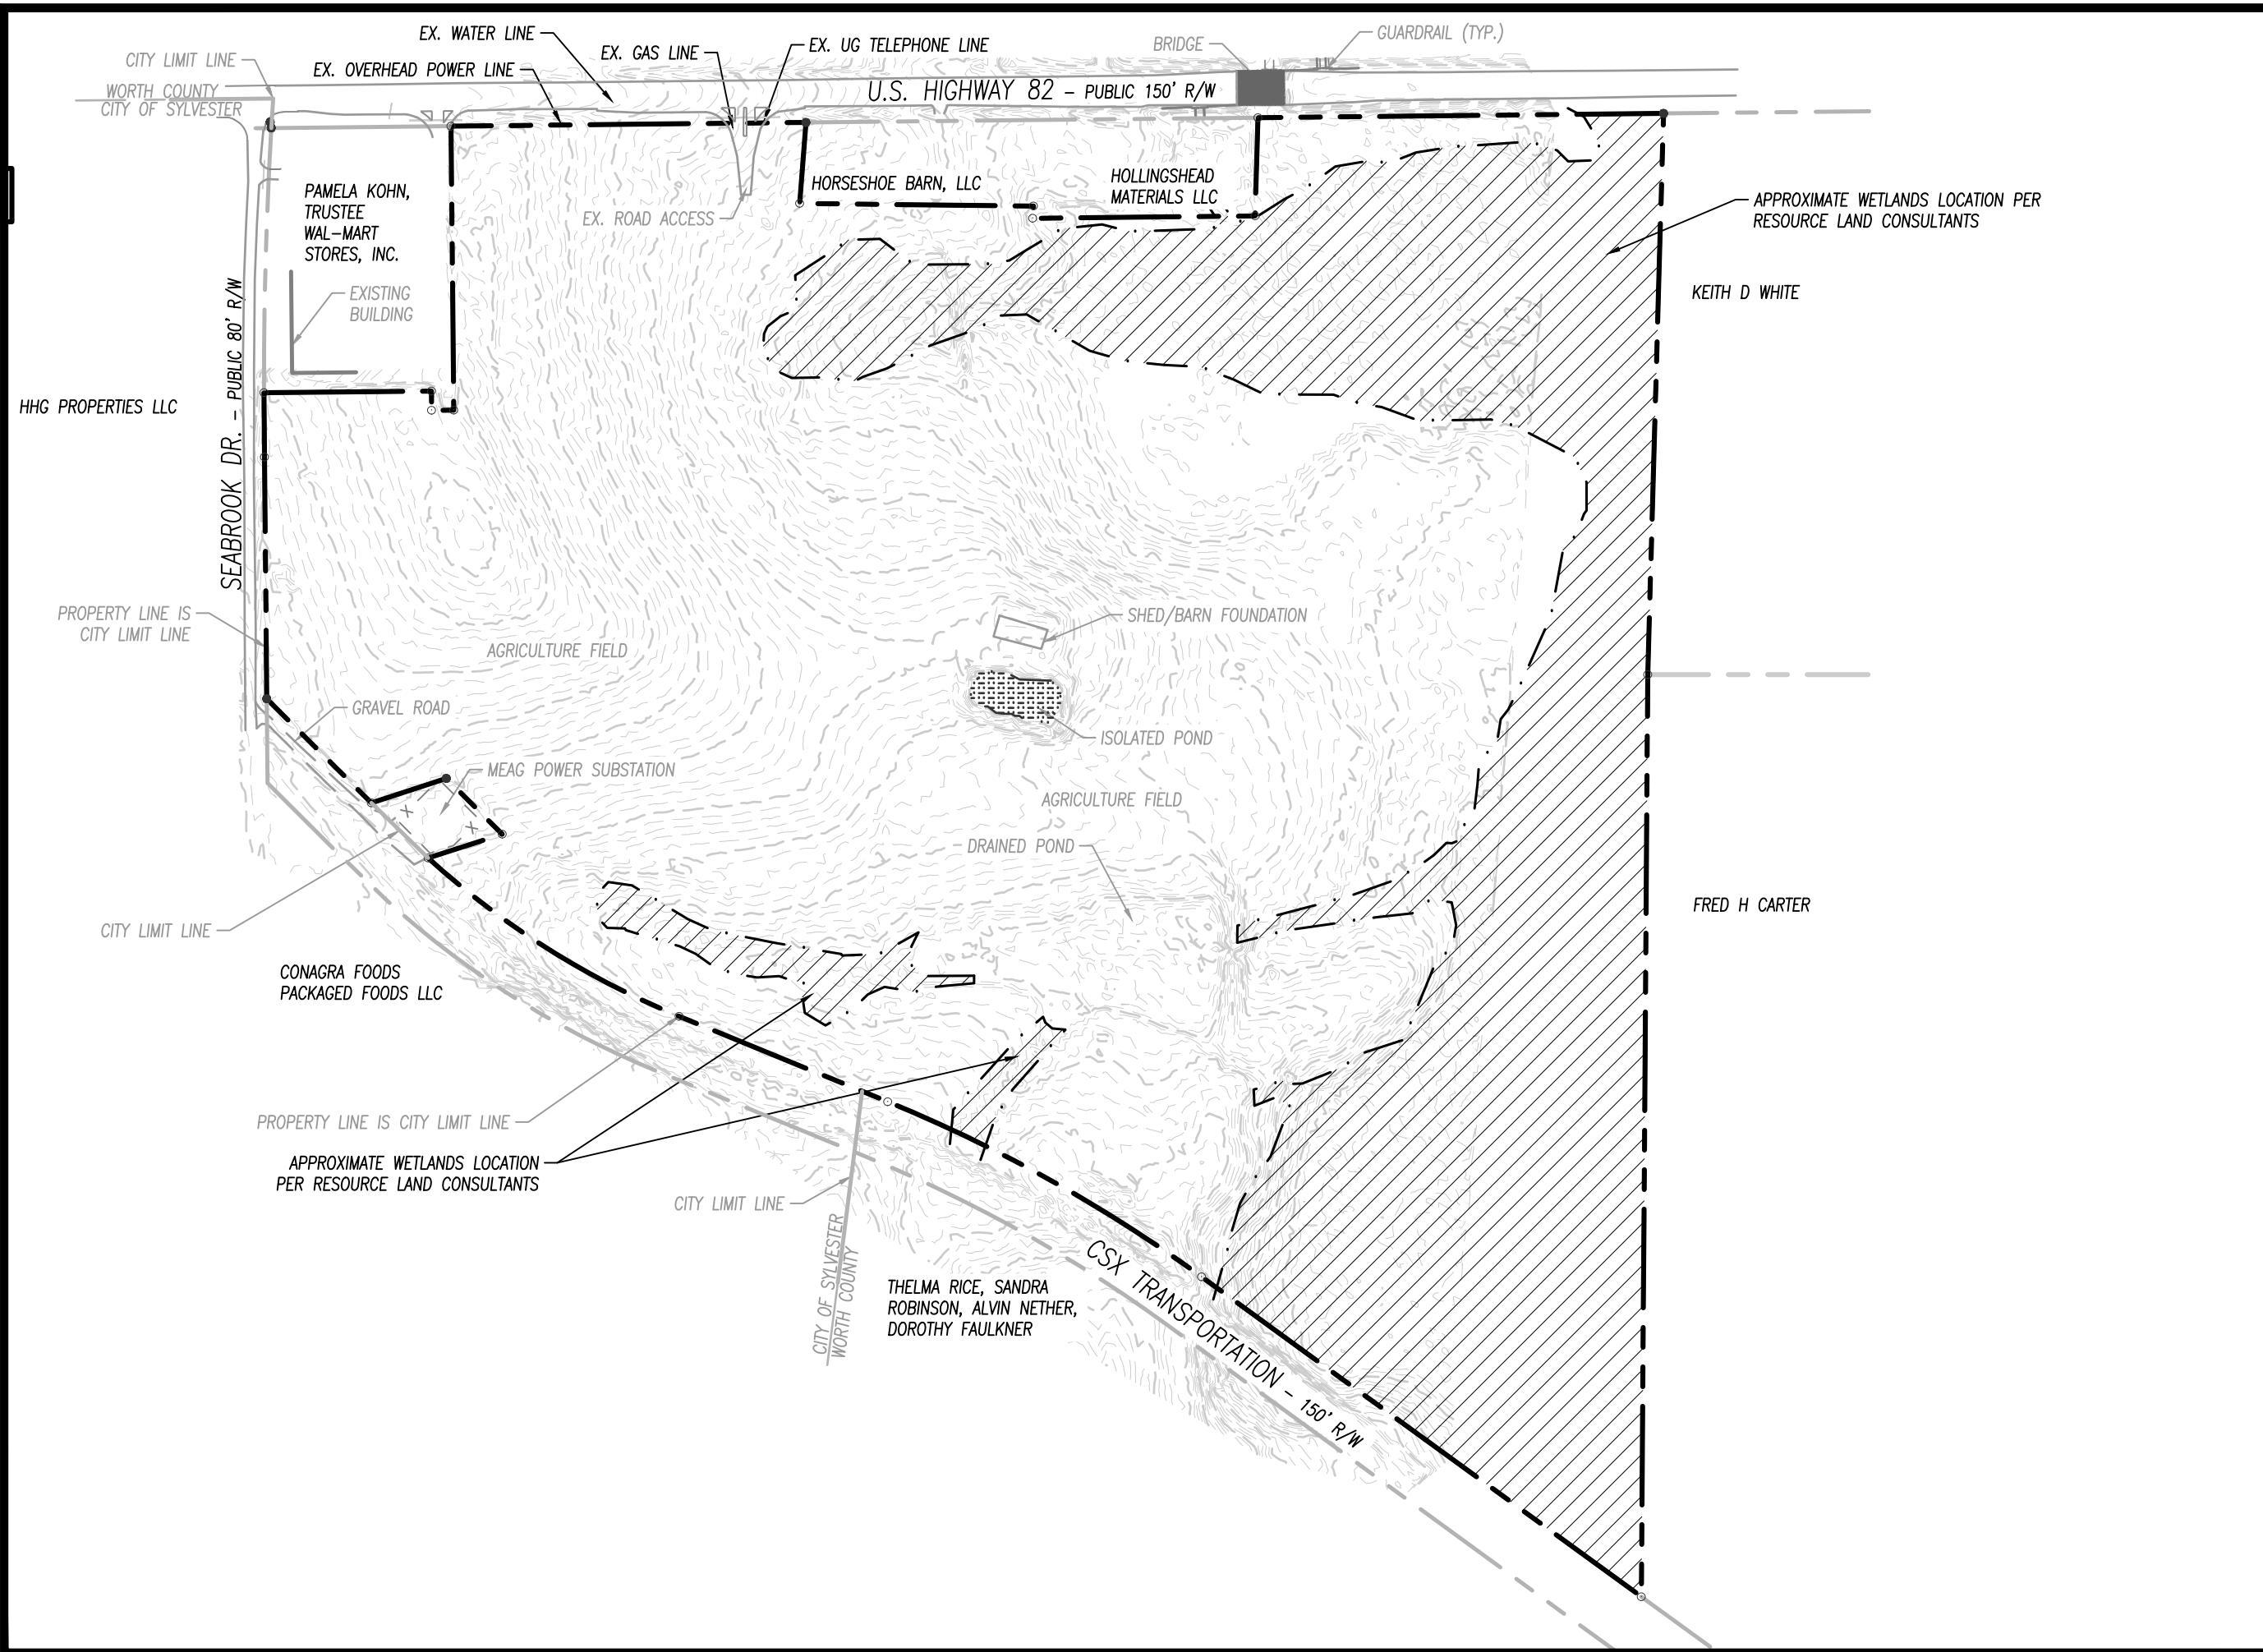 EX. WATER LINE
EX. GAS LINE
EX. UG TELEPHONE LINE
BRIDGE
GUARDRAIL (TYP.)
CITY LIMIT LINE
EX. OVERHEAD POWER LINE
U.S. HIGHWAY 82 - PUBLIC 150' R/W
WORTH COUNTY
CITY OF SYLVESTER
PAMELA KOHN,
TRUSTEE
WAL-MART
STORES, INC.
HORSESHOE BARN, LLC
HOLLINGSHEAD
MATERIALS LLC
EX. ROAD ACCESS
APPROXIMATE WETLANDS LOCATION PER
RESOURCE LAND CONSULTANTS
EXISTING
BUILDING
KEITH D WHITE
HHG PROPERTIES LLC
SEABROOK DR. - PUBLIC 80' R/W
PROPERTY LINE IS
CITY LIMIT LINE
SHED/BARN FOUNDATION
AGRICULTURE FIELD
GRAVEL ROAD
ISOLATED POND
MEAG POWER SUBSTATION
AGRICULTURE FIELD
DRAINED POND
CITY LIMIT LINE
FRED H CARTER
CONAGRA FOODS
PACKAGED FOODS LLC
PROPERTY LINE IS CITY LIMIT LINE
APPROXIMATE WETLANDS LOCATION
PER RESOURCE LAND CONSULTANTS
CITY LIMIT LINE
CITY OF SYLVESTER
WORTH COUNTY
THELMA RICE, SANDRA
ROBINSON, ALVIN NETHER,
DOROTHY FAULKNER
CSX TRANSPORTATION - 150' R/W